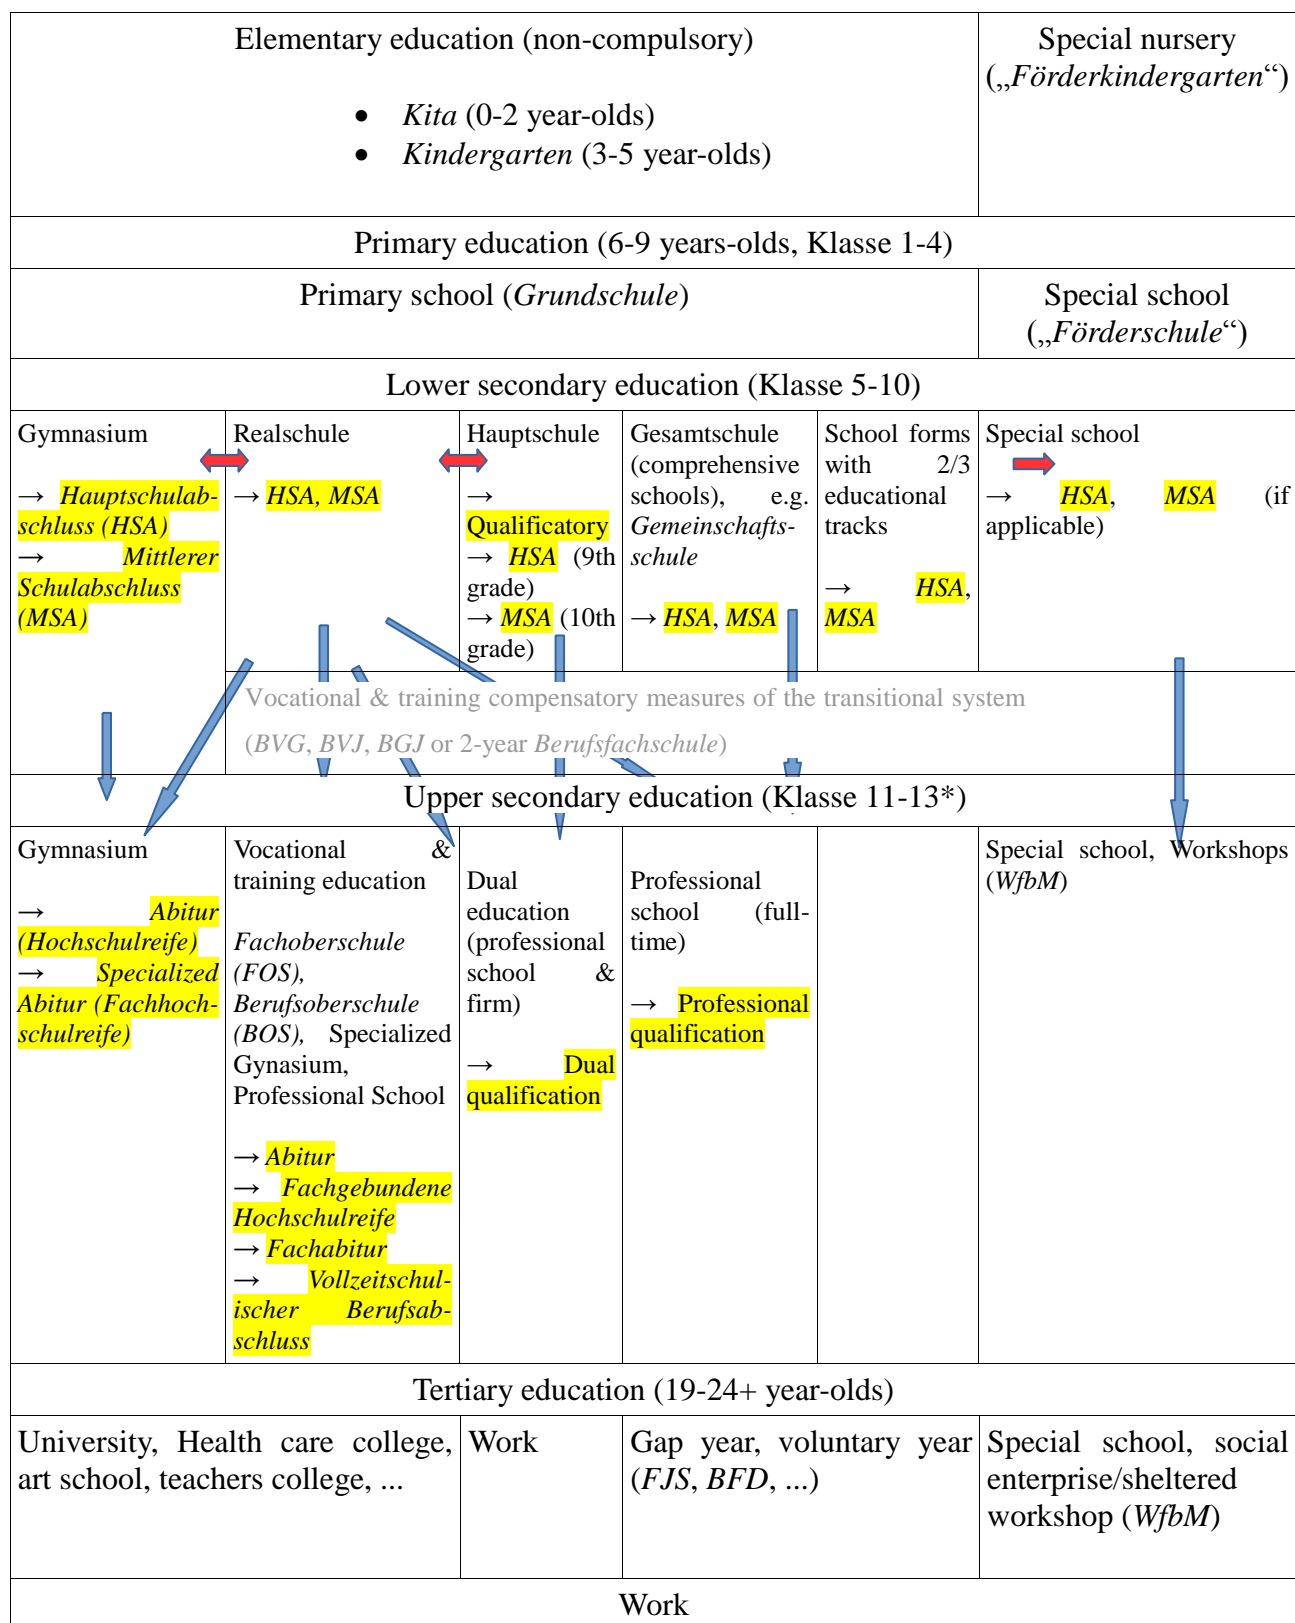 Elementary education (non-compulsory)
• Kita (0-2 year-olds)
• Kindergarten (3-5 year-olds)
Special nursery
(„Förderkindergarten“)
Primary education (6-9 years-olds, Klasse 1-4)
Primary school (Grundschule)
Special school
(„Förderschule“)
Lower secondary education (Klasse 5-10)
Gymnasium
→ Hauptschulab-
schluss (HSA)
→ Mittlerer
Schulabschluss
(MSA)
Realschule
→ HSA, MSA
Hauptschule
→
Qualificatory
→ HSA (9th
grade)
→ MSA (10th
grade)
Gesamtschule
(comprehensive
schools), e.g.
Gemeinschafts-
schule
→ HSA, MSA
School forms
with 2/3
educational
tracks
→ HSA,
MSA
Special school
→ HSA, MSA (if
applicable)
Vocational & training compensatory measures of the transitional system
(BVG, BVJ, BGJ or 2-year Berufsfachschule)
Upper secondary education (Klasse 11-13*)
Gymnasium
→ Abitur
(Hochschulreife)
→ Specialized
Abitur (Fachhoch-
schulreife)
Vocational &
training education
Fachoberschule
(FOS),
Berufsoberschule
(BOS), Specialized
Gynasium,
Professional School
→ Abitur
→ Fachgebundene
Hochschulreife
→ Fachabitur
→ Vollzeitschul-
ischer Berufsab-
schluss
Dual
education
(professional
school &
firm)
→ Dual
qualification
Professional
school (full-
time)
→ Professional
qualification
Special school, Workshops
(WfbM)
Tertiary education (19-24+ year-olds)
University, Health care college,
art school, teachers college, ...
Work
Gap year, voluntary year
(FJS, BFD, ...)
Special school, social
enterprise/sheltered
workshop (WfbM)
Work